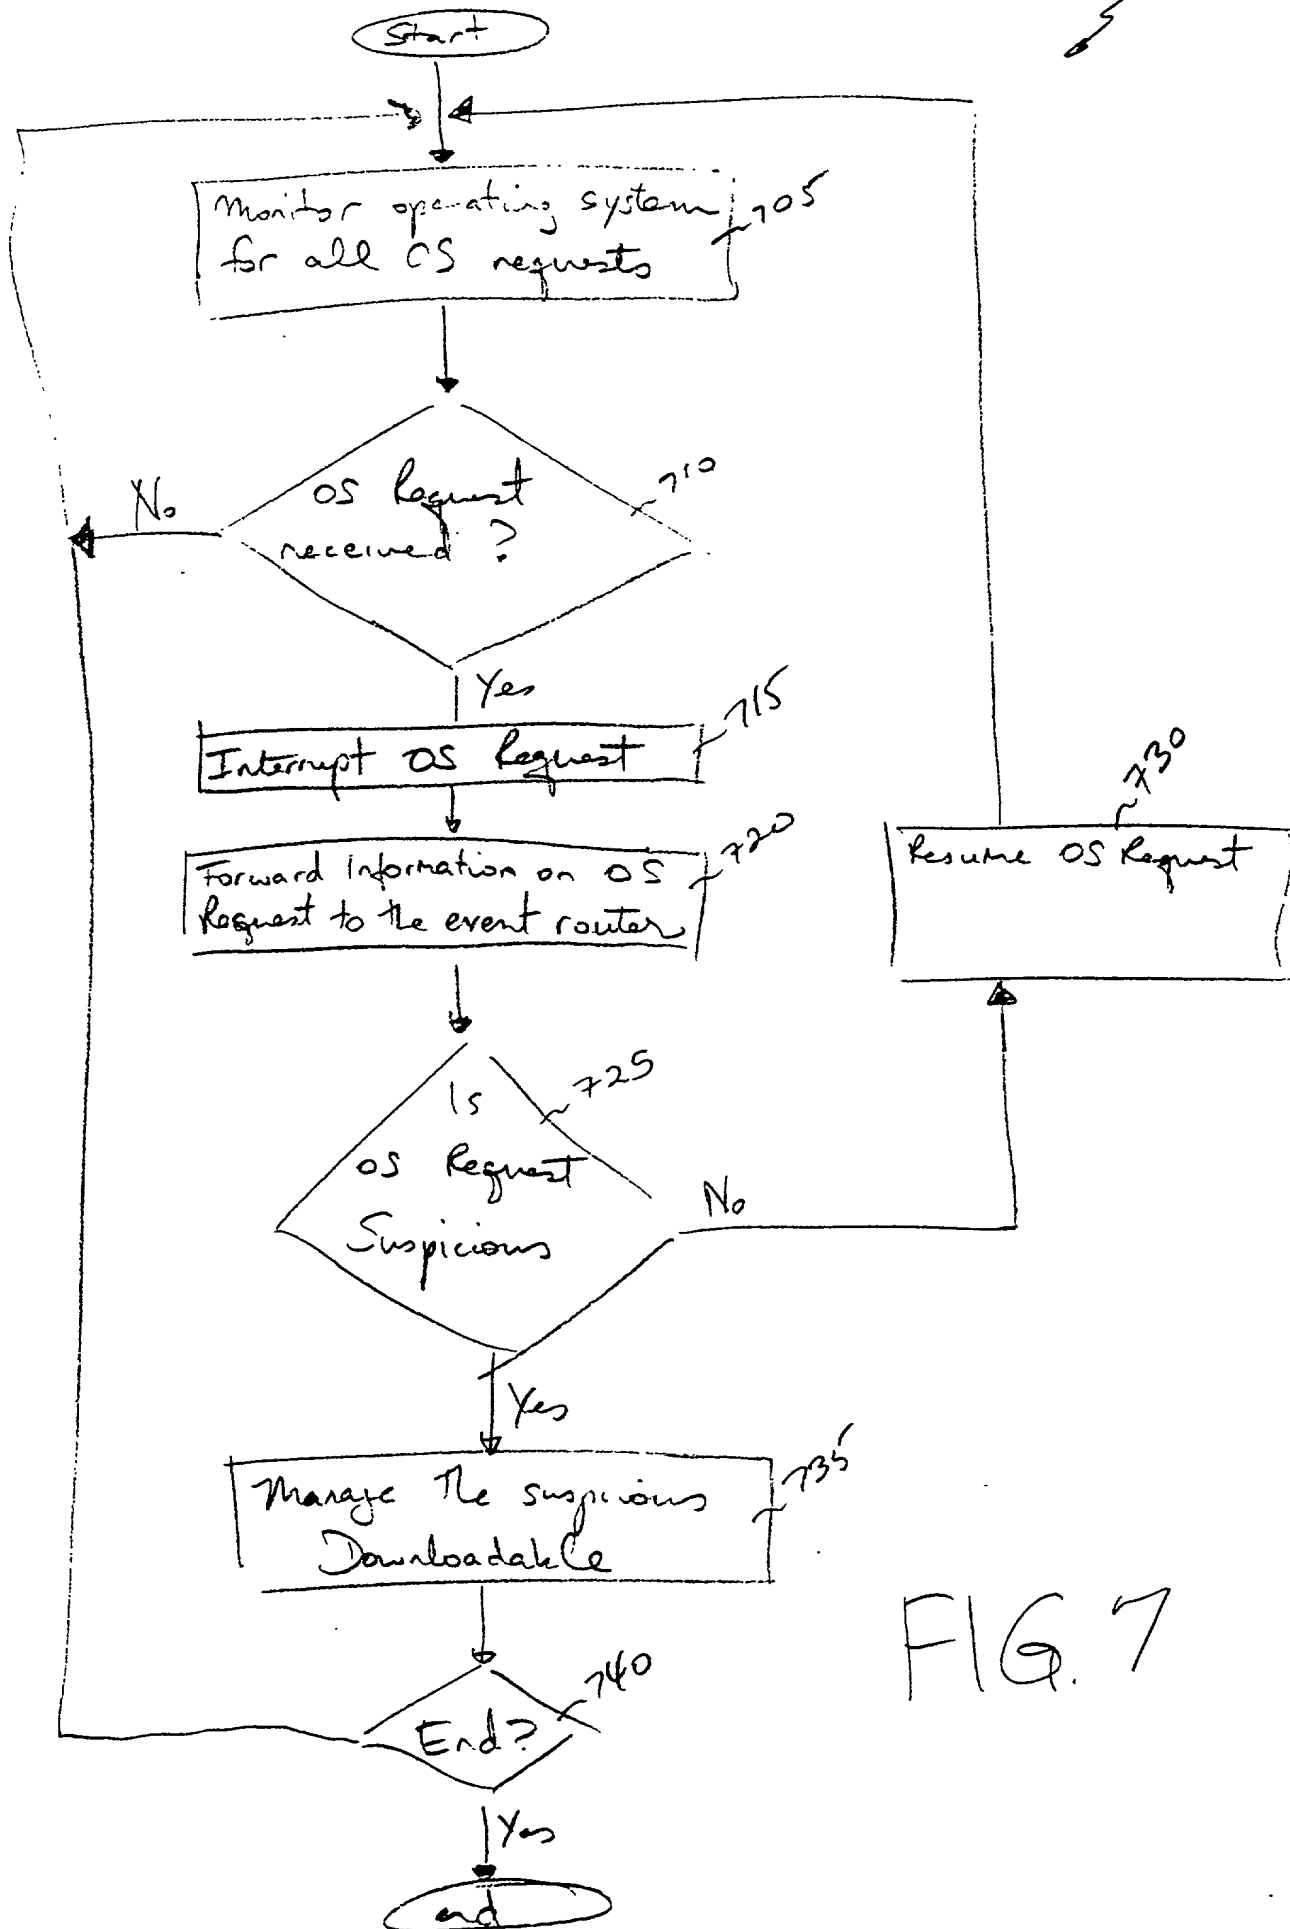 Start
Monitor operating system
for all OS requests
705
OS Request
received?
710
No
Yes
Interrupt OS Request
715
Forward Information on OS
Request to the event router
720
Resume OS Request
730
Is
OS Request
Suspicious
725
No
Yes
Manage the suspicious
Downloadable
735
End?
740
Yes
end
FIG. 7